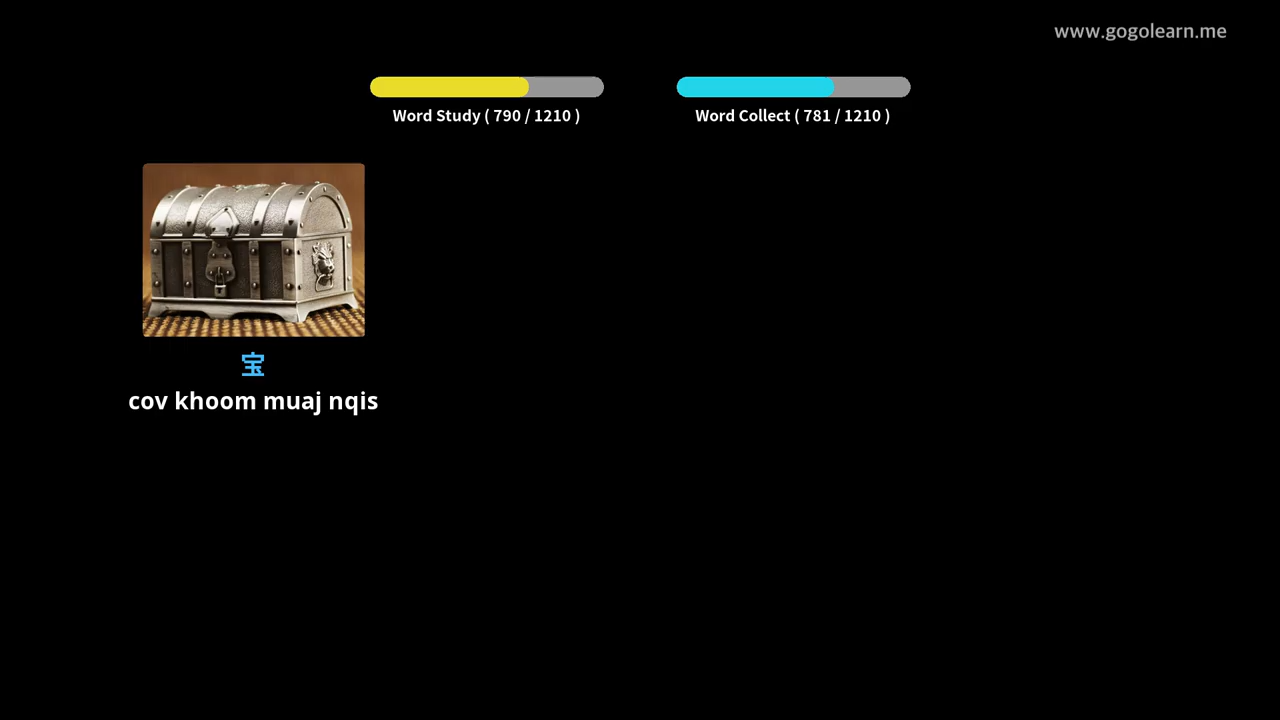 www.gogolearn.me
Word Study ( 790 / 1210 )
Word Collect ( 781 / 1210 )
宝
cov khoom muaj nqis